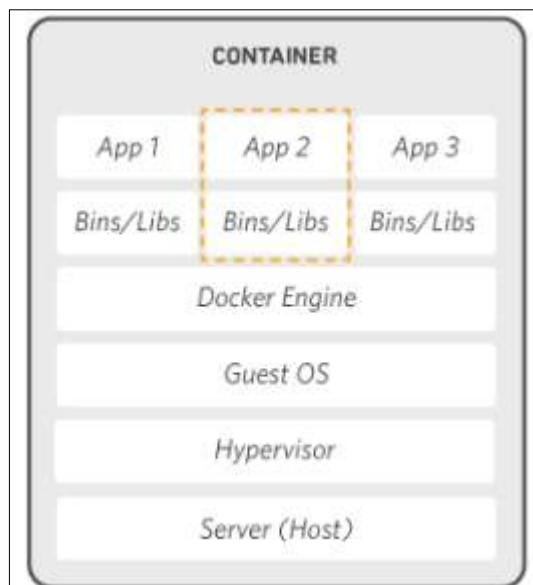 CONTAINER
App 1 App 2 App 3
Bins/Libs Bins/Libs Bins/Libs
Docker Engine
Guest OS
Hypervisor
Server (Host)